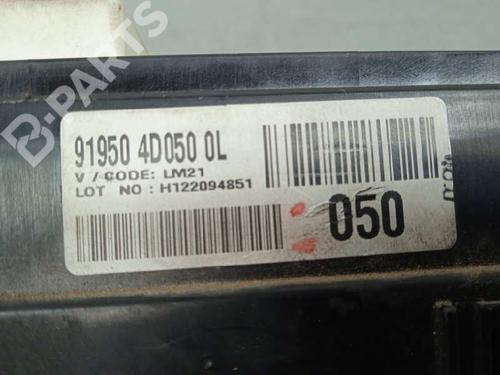 B-PARTS
91950 4D050 0L
V / CODE: LM21
LOT NO : H122094851
050